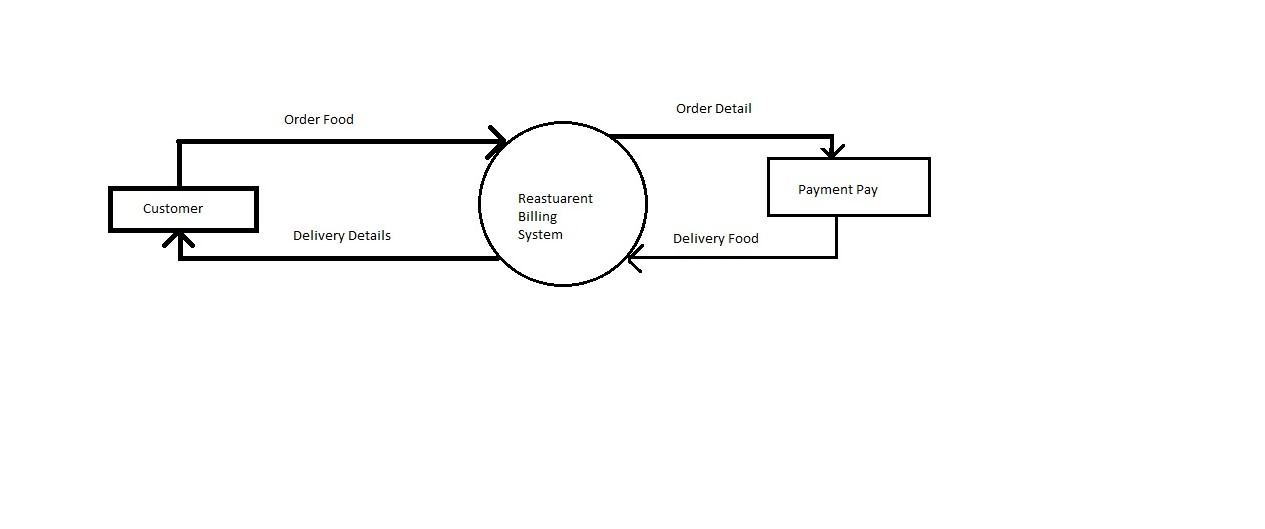 Order Food
Order Detail
Customer
Reastuarent
Billing
System
Payment Pay
Delivery Details
Delivery Food